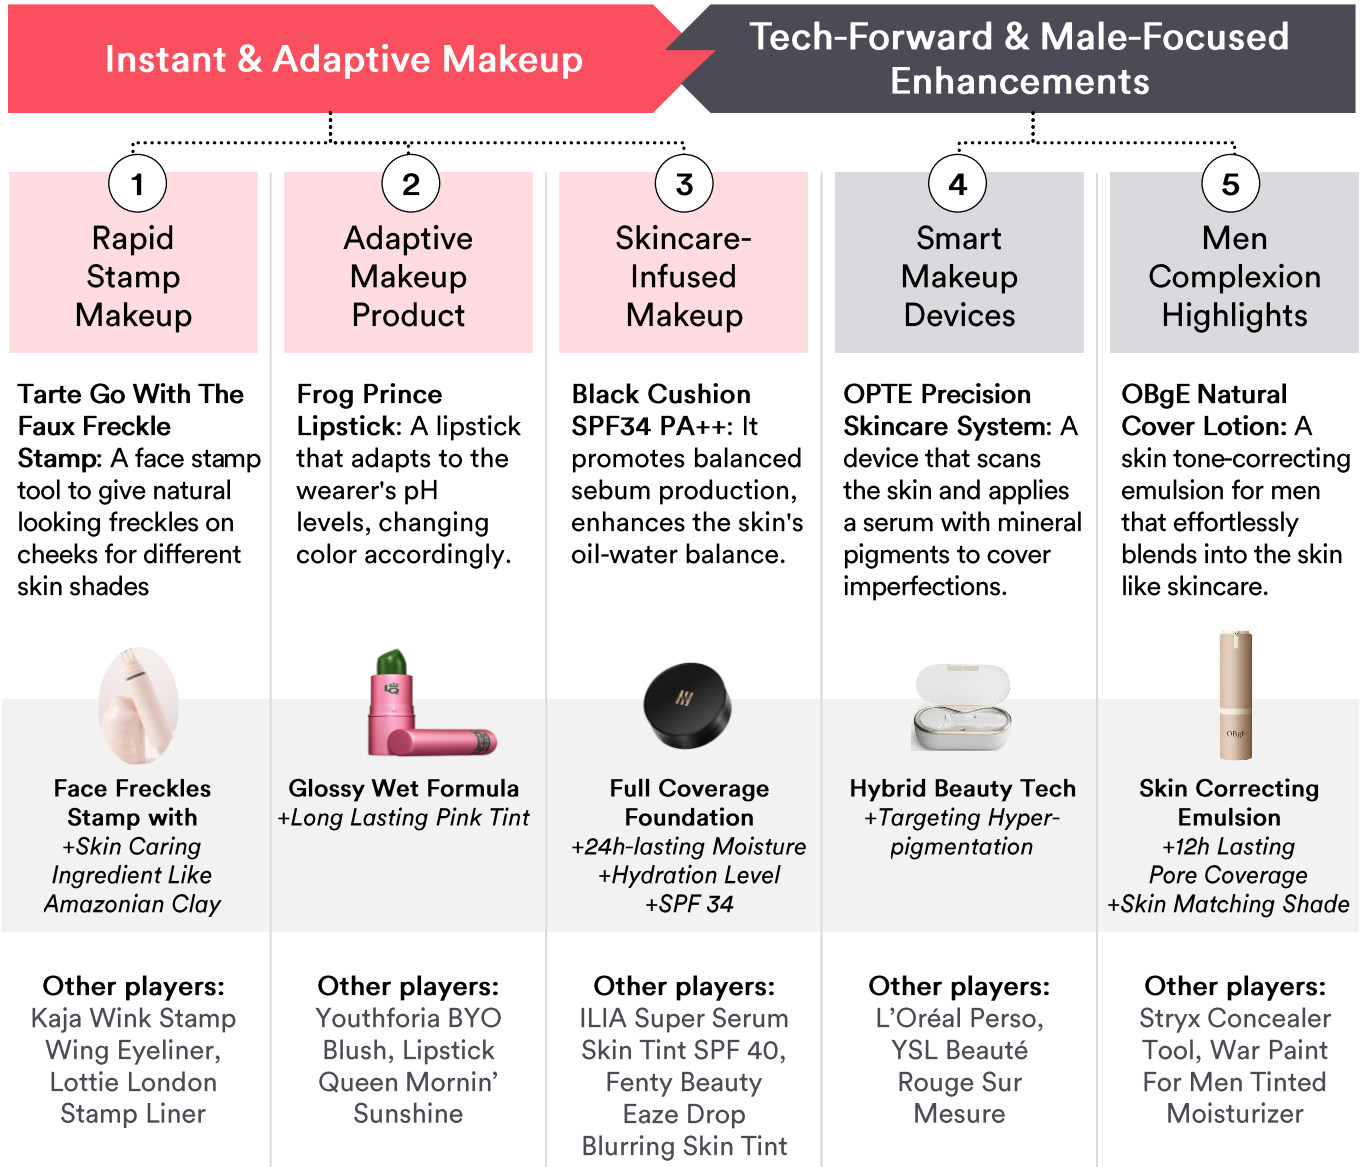 Instant & Adaptive Makeup
Tech-Forward & Male-Focused
Enhancements
1
Rapid
Stamp
Makeup
Tarte Go With The
Faux Freckle
Stamp: A face stamp
tool to give natural
looking freckles on
cheeks for different
skin shades
Face Freckles
Stamp with
+Skin Caring
Ingredient Like
Amazonian Clay
Other players:
Kaja Wink Stamp
Wing Eyeliner,
Lottie London
Stamp Liner
2
Adaptive
Makeup
Product
Frog Prince
Lipstick: A lipstick
that adapts to the
wearer's pH
levels, changing
color accordingly.
LQ
Glossy Wet Formula
+Long Lasting Pink Tint
Other players:
Youthforia BYO
Blush, Lipstick
Queen Mornin’
Sunshine
3
Skincare-
Infused
Makeup
Black Cushion
SPF34 PA++: It
promotes balanced
sebum production,
enhances the skin's
oil-water balance.
Full Coverage
Foundation
+24h-lasting Moisture
+Hydration Level
+SPF 34
Other players:
ILIA Super Serum
Skin Tint SPF 40,
Fenty Beauty
Eaze Drop
Blurring Skin Tint
4
Smart
Makeup
Devices
OPTE Precision
Skincare System: A
device that scans
the skin and applies
a serum with mineral
pigments to cover
imperfections.
Hybrid Beauty Tech
+Targeting Hyper-
pigmentation
Other players:
L’Oréal Perso,
YSL Beauté
Rouge Sur
Mesure
5
Men
Complexion
Highlights
OBgE Natural
Cover Lotion: A
skin tone-correcting
emulsion for men
that effortlessly
blends into the skin
like skincare.
OBgE
Skin Correcting
Emulsion
+12h Lasting
Pore Coverage
+Skin Matching Shade
Other players:
Stryx Concealer
Tool, War Paint
For Men Tinted
Moisturizer